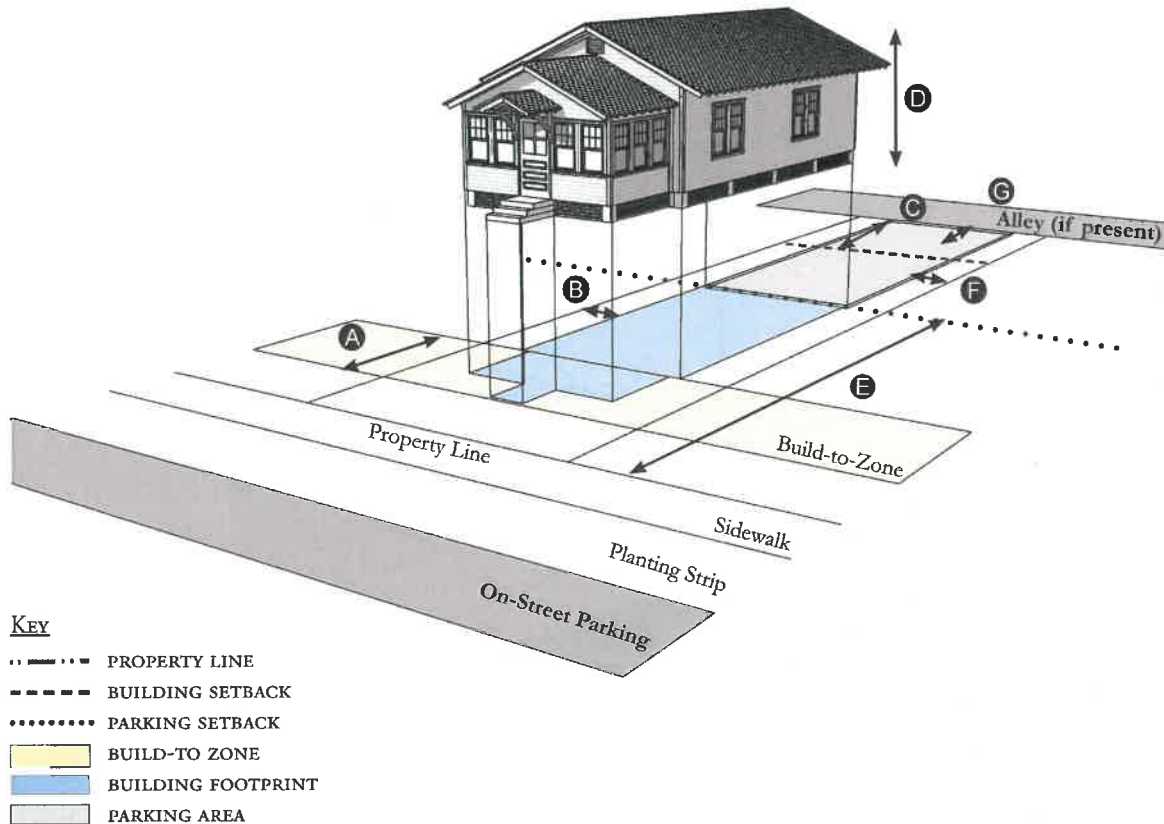 D
G
C
Alley (if present)
B
F
A
E
Property Line
Build-to-Zone
Sidewalk
Planting Strip
On-Street Parking
KEY
PROPERTY LINE
BUILDING SETBACK
PARKING SETBACK
BUILD-TO ZONE
BUILDING FOOTPRINT
PARKING AREA